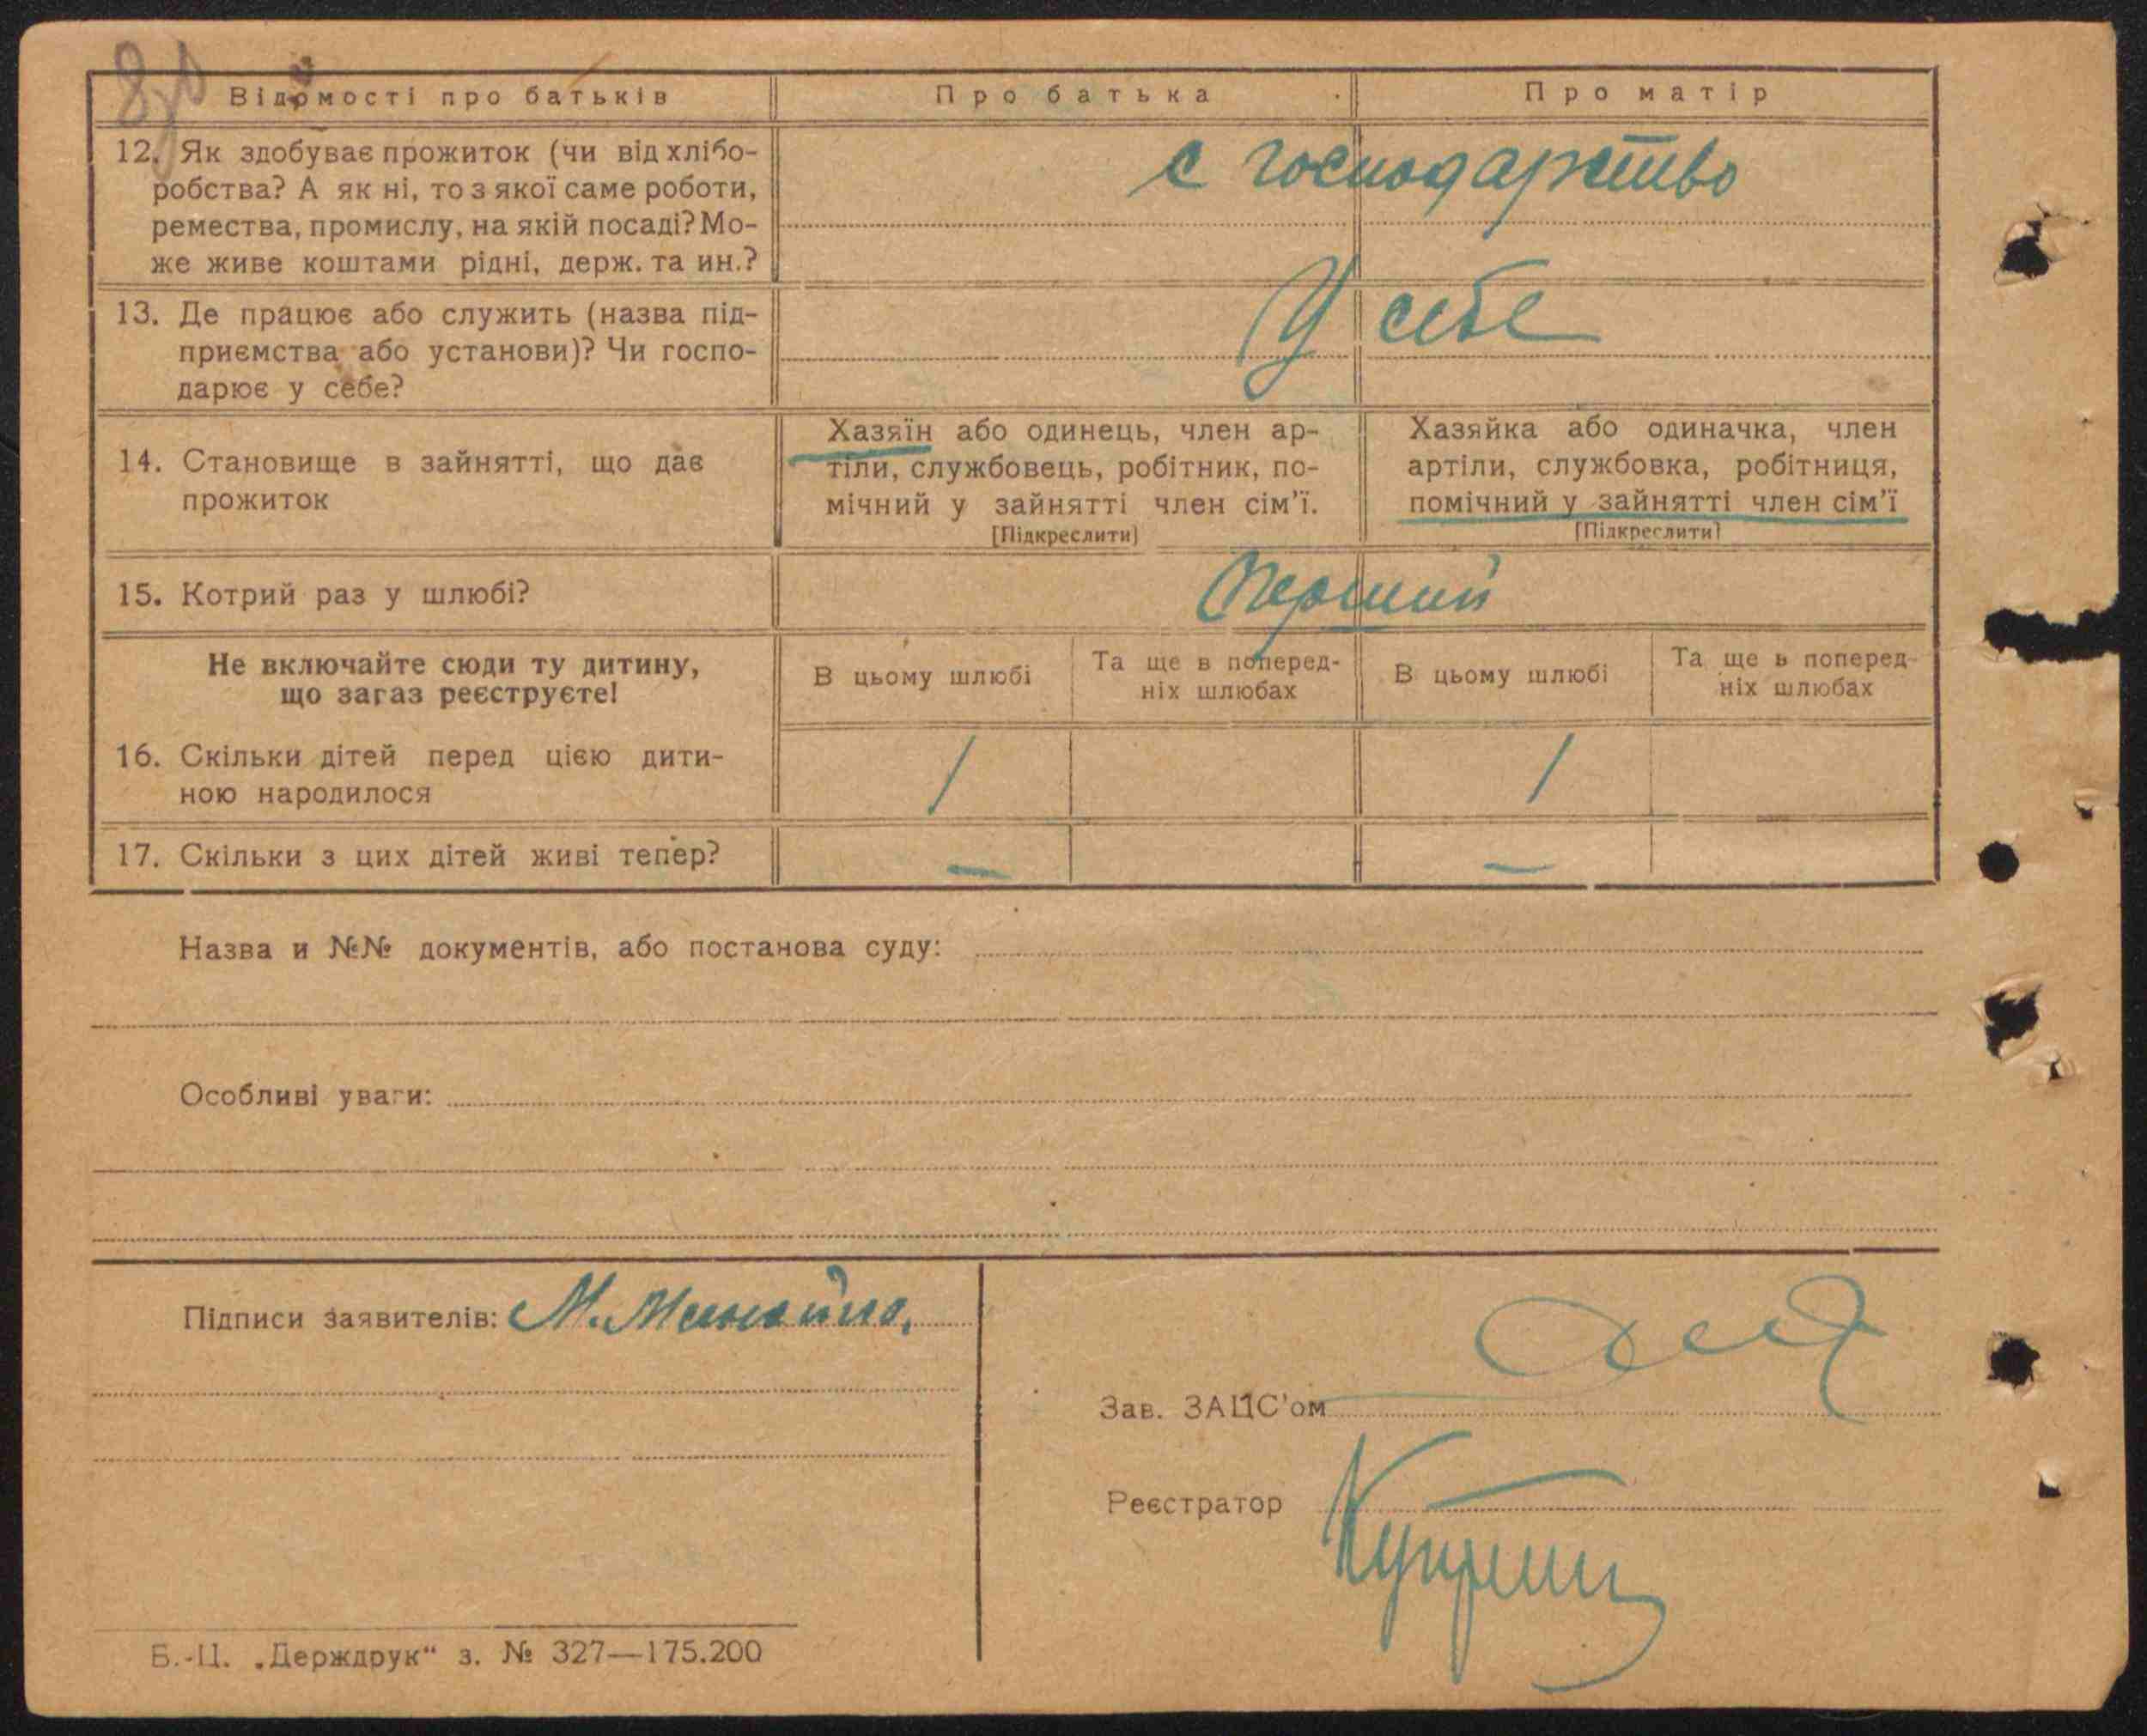 Відомості про батьків
Про батька
Про матір
12. Як здобуває прожиток (чи від хлібо-
робства? А як ні, то з якої саме роботи,
ремества, промислу, на якій посаді? Мо-
же живе коштами рідні, держ. та ин.?
с господарство
13. Де працює або служить (назва під-
приємства або установи)? Чи госпо-
дарює у себе?
У себе
14. Становище в зайнятті, що дає
прожиток
Хазяїн або одинець, член ар-
тіли, службовець, робітник, по-
мічний у зайнятті член сім'ї.
[Підкреслити]
Хазяйка або одиначка, член
артіли, службовка, робітниця,
помічний у зайнятті член сім'ї
[Підкреслити]
15. Котрий раз у шлюбі?
Перший
Не включайте сюди ту дитину,
що зараз реєструєте!
В цьому шлюбі
Та ще в поперед-
ніх шлюбах
В цьому шлюбі
Та ще в поперед-
ніх шлюбах
16. Скільки дітей перед цією дити-
ною народилося
1
1
17. Скільки з цих дітей живі тепер?
—
—
Назва и №№ документів, або постанова суду:
Особливі уваги:
Підписи заявителів: М.
Зав. ЗАЦС'ом
Реєстратор
Б.-Ц. „Держдрук“ з. № 327—175.200